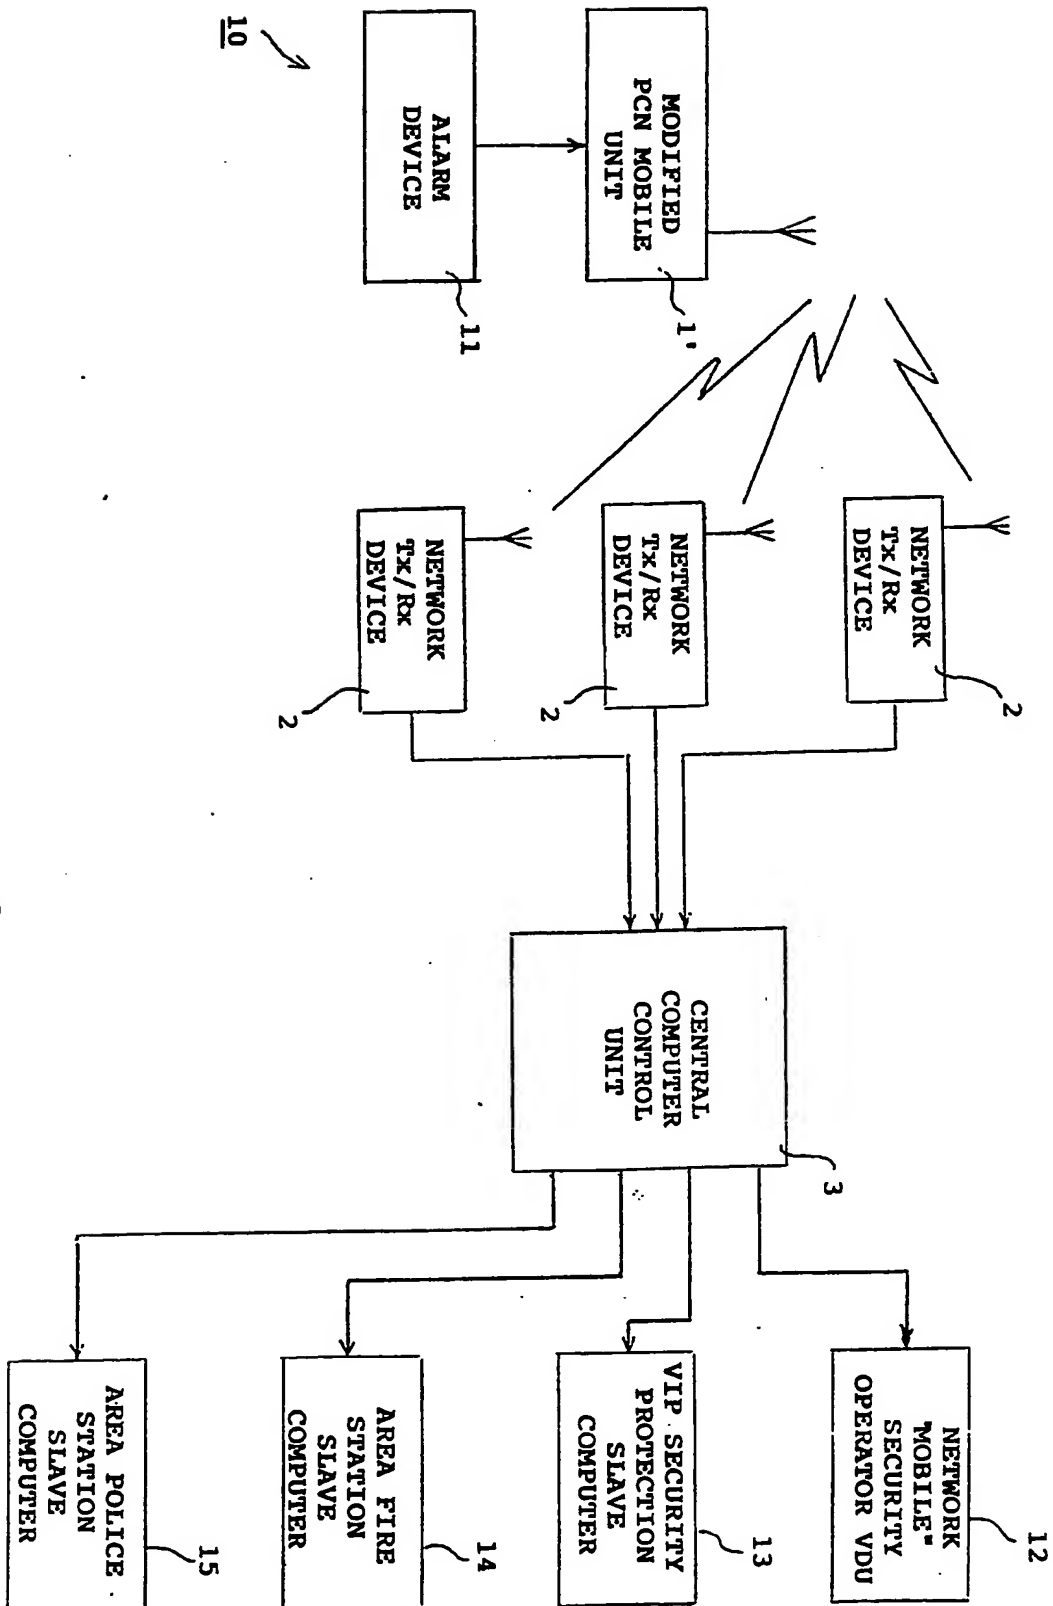 10
ALARM
DEVICE
11
MODIFIED
PCN MOBILE
UNIT
1'
NETWORK
Tx/Rx
DEVICE
2
NETWORK
Tx/Rx
DEVICE
2
NETWORK
Tx/Rx
DEVICE
2
CENTRAL
COMPUTER
CONTROL
UNIT
3
NETWORK
"MOBILE"
SECURITY
OPERATOR VDU
12
VIP SECURITY
PROTECTION
SLAVE
COMPUTER
13
AREA FIRE
STATION
SLAVE
COMPUTER
14
AREA POLICE
STATION
SLAVE
COMPUTER
15